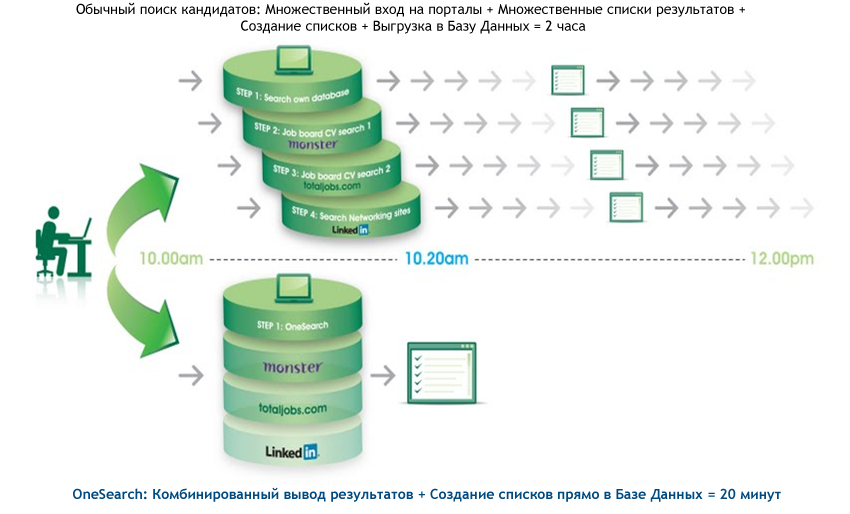 Обычный поиск кандидатов: Множественный вход на порталы + Множественные списки результатов +
Создание списков + Выгрузка в Базу Данных = 2 часа
STEP 1: Search own database
STEP 2: Job board CV search 1
monster
STEP 3: Job board CV search 2
totaljobs.com
STEP 4: Search Networking sites
Linked in
10.00am
10.20am
12.00pm
STEP 1: OneSearch
monster
totaljobs.com
Linked in
OneSearch: Комбинированный вывод результатов + Создание списков прямо в Базе Данных = 20 минут